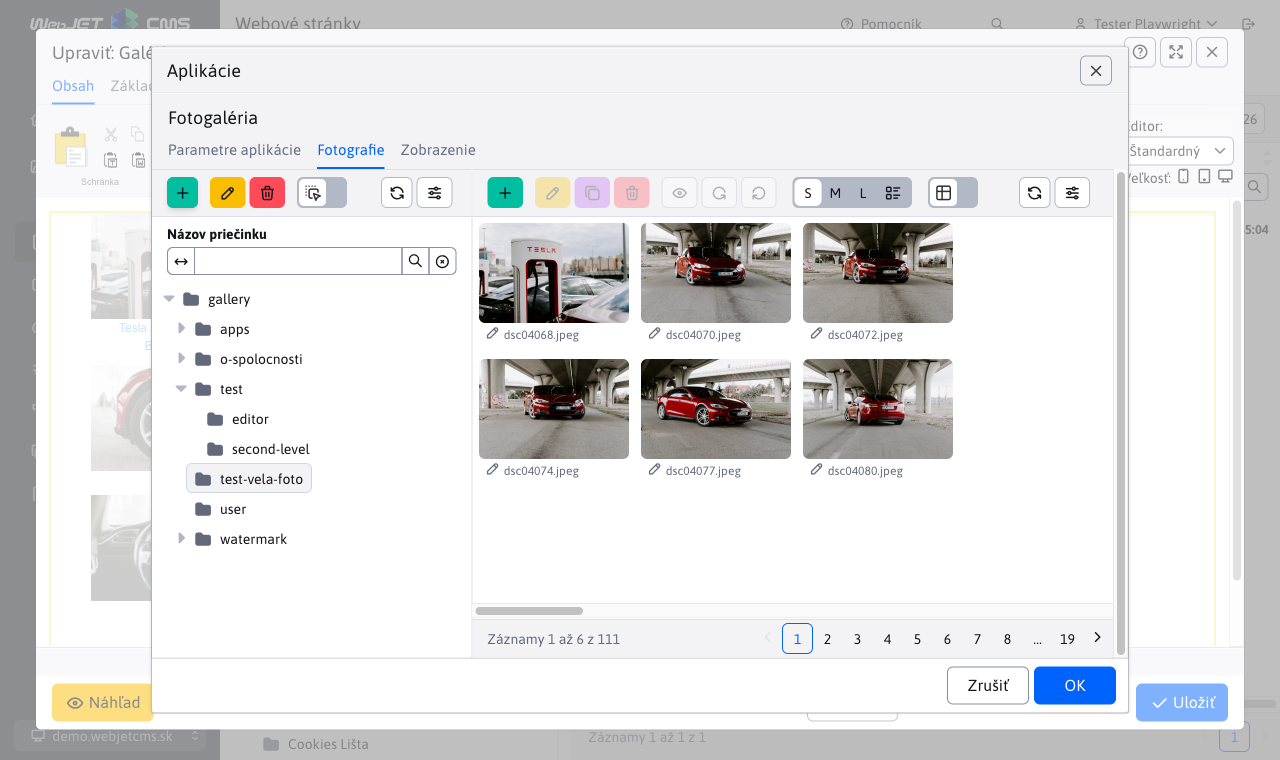 WebJET CMS
Webové stránky
Pomocník
Tester Playwright
Upraviť: Galé
Aplikácie
Obsah
Základ
Fotogaléria
Parametre aplikácie
Fotografie
Zobrazenie
Schránka
ditor:
Štandardný
Veľkosť:
26
5:04
S
M
L
Názov priečinku
gallery
apps
o-spolocnosti
test
editor
second-level
test-vela-foto
user
watermark
TESLA
dsc04068.jpeg
dsc04070.jpeg
dsc04072.jpeg
dsc04074.jpeg
dsc04077.jpeg
dsc04080.jpeg
Tesla
B
Záznamy 1 až 6 z 111
1 2 3 4 5 6 7 8 ... 19
Zrušiť
OK
Náhľad
Uložiť
demo.webjetcms.sk
Cookies Lišta
Záznamy 1 až 1 z 1
1